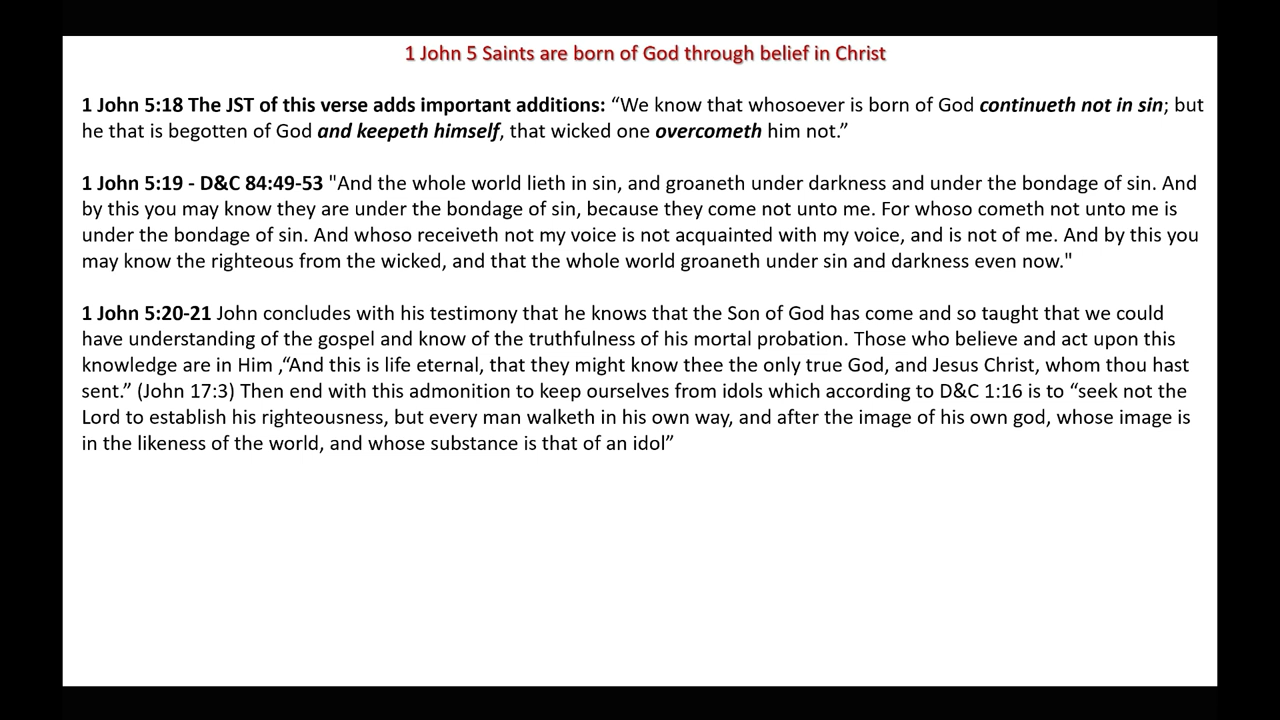 1 John 5 Saints are born of God through belief in Christ
1 John 5:18 The JST of this verse adds important additions: “We know that whosoever is born of God continueth not in sin; but
he that is begotten of God and keepeth himself, that wicked one overcometh him not.”
1 John 5:19 - D&C 84:49-53 "And the whole world lieth in sin, and groaneth under darkness and under the bondage of sin. And
by this you may know they are under the bondage of sin, because they come not unto me. For whoso cometh not unto me is
under the bondage of sin. And whoso receiveth not my voice is not acquainted with my voice, and is not of me. And by this you
may know the righteous from the wicked, and that the whole world groaneth under sin and darkness even now."
1 John 5:20-21 John concludes with his testimony that he knows that the Son of God has come and so taught that we could
have understanding of the gospel and know of the truthfulness of his mortal probation. Those who believe and act upon this
knowledge are in Him ,“And this is life eternal, that they might know thee the only true God, and Jesus Christ, whom thou hast
sent.” (John 17:3) Then end with this admonition to keep ourselves from idols which according to D&C 1:16 is to “seek not the
Lord to establish his righteousness, but every man walketh in his own way, and after the image of his own god, whose image is
in the likeness of the world, and whose substance is that of an idol”